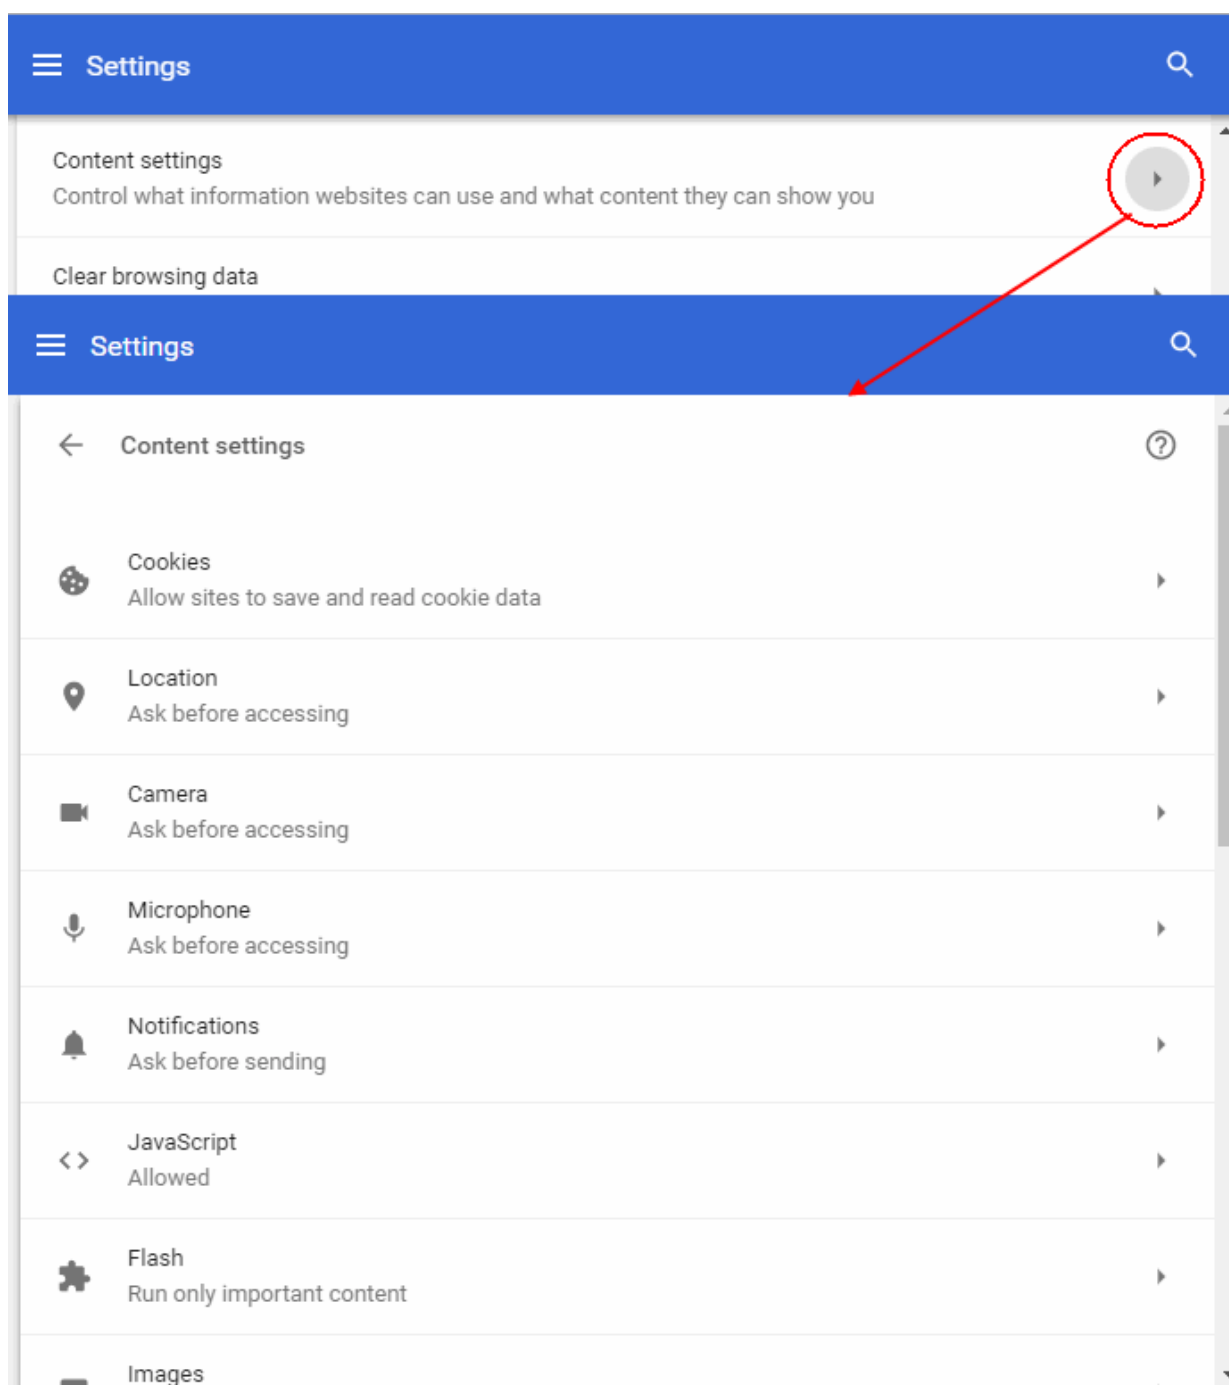 Settings
Content settings
Control what information websites can use and what content they can show you
Clear browsing data
Settings
Content settings
Cookies
Allow sites to save and read cookie data
Location
Ask before accessing
Camera
Ask before accessing
Microphone
Ask before accessing
Notifications
Ask before sending
JavaScript
Allowed
Flash
Run only important content
Images